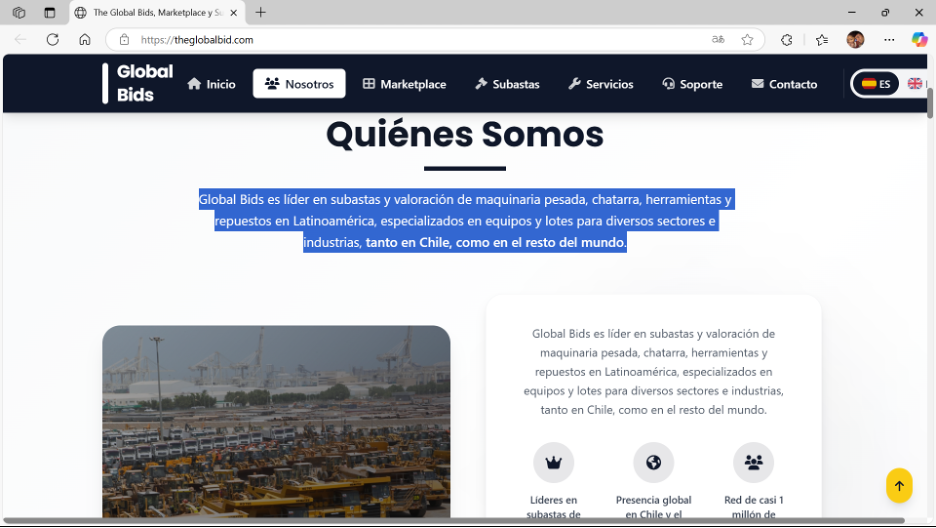 The Global Bids, Marketplace y Su
https://theglobalbid.com
Global
Bids
Inicio
Nosotros
Marketplace
Subastas
Servicios
Soporte
Contacto
ES
Quiénes Somos
Global Bids es líder en subastas y valoración de maquinaria pesada, chatarra, herramientas y
repuestos en Latinoamérica, especializados en equipos y lotes para diversos sectores e
industrias, tanto en Chile, como en el resto del mundo.
Global Bids es líder en subastas y valoración de
maquinaria pesada, chatarra, herramientas y
repuestos en Latinoamérica, especializados en
equipos y lotes para diversos sectores e industrias,
tanto en Chile, como en el resto del mundo.
Líderes en
subastas de
Presencia global
en Chile y el
Red de casi 1
millón de